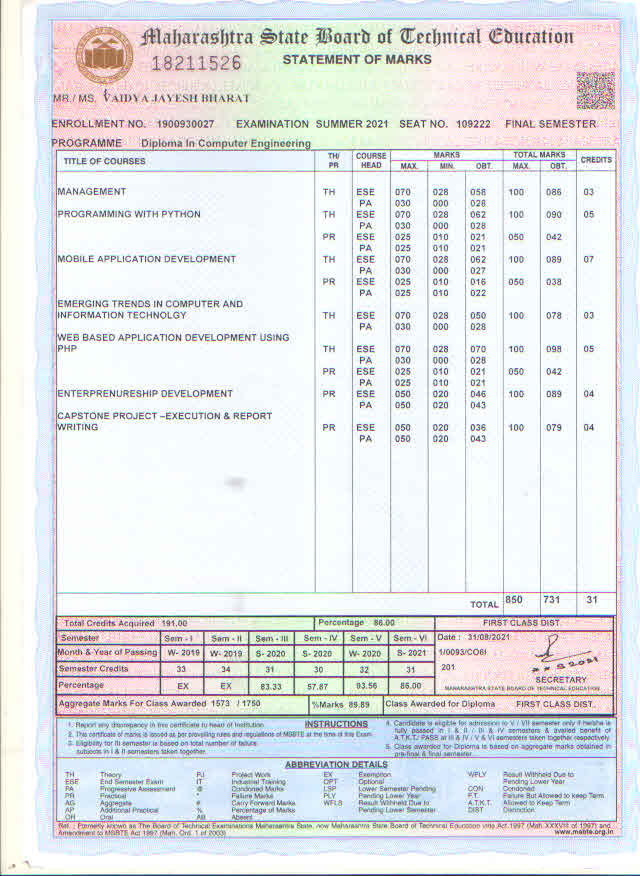 Maharashtra State Board of Technical Education
18211526
STATEMENT OF MARKS
MR./ MS. VAIDYA JAYESH BHARAT
ENROLLMENT NO. 1900930027 EXAMINATION SUMMER 2021 SEAT NO. 109222 FINAL SEMESTER
PROGRAMME Diploma In Computer Engineering
TITLE OF COURSES TH/ PR COURSE HEAD MARKS MAX. MIN. OBT. TOTAL MARKS MAX. OBT. CREDITS
MANAGEMENT TH ESE 070 028 058 100 086 03
PA 030 000 028
PROGRAMMING WITH PYTHON TH ESE 070 028 062 100 090 05
PA 030 000 028
PR ESE 025 010 021 050 042
PA 025 010 021
MOBILE APPLICATION DEVELOPMENT TH ESE 070 028 062 100 089 07
PA 030 000 027
PR ESE 025 010 016 050 038
PA 025 010 022
EMERGING TRENDS IN COMPUTER AND
INFORMATION TECHNOLGY TH ESE 070 028 050 100 078 03
PA 030 000 028
WEB BASED APPLICATION DEVELOPMENT USING
PHP TH ESE 070 028 070 100 098 05
PA 030 000 028
PR ESE 025 010 021 050 042
PA 025 010 021
ENTERPRENURESHIP DEVELOPMENT PR ESE 050 020 046 100 089 04
PA 050 020 043
CAPSTONE PROJECT –EXECUTION & REPORT
WRITING PR ESE 050 020 036 100 079 04
PA 050 020 043
TOTAL 850 731 31
Total Credits Acquired 191.00 Percentage 86.00 FIRST CLASS DIST.
Semester Sem - I Sem - II Sem - III Sem - IV Sem - V Sem - VI Date : 31/08/2021
Month & Year of Passing W- 2019 W- 2019 S- 2020 S- 2020 W- 2020 S- 2021 1/0093/CO6I
Semester Credits 33 34 31 30 32 31 201
SECRETARY
Percentage EX EX 83.33 57.87 93.56 86.00 MAHARASHTRA STATE BOARD OF TECHNICAL EDUCATION
Aggregate Marks For Class Awarded 1573 / 1750 %Marks 89.89 Class Awarded for Diploma FIRST CLASS DIST.
INSTRUCTIONS
1. Report any discrepency in this certificate to Head of Institution.
2. This certificate of marks is issued as per prevailing rules and regulations of MSBTE at the time of this Exam.
3. Eligibility for III semester is based on total number of failure
subjects in I & II semesters taken together.
4. Candidate is eligible for admission to V / VII semester only if he/she is
fully passed in I & II / III & IV semesters & availed benefit of
A.T.K.T./ PASS at III & IV / V & VI semesters taken together respectively.
5. Class awarded for Diploma is based on aggregate marks obtained in
pre-final & final semester.
ABBREVIATION DETAILS
TH Theory PJ Project Work EX Exemption WFLY Result Withheld Due to
ESE End Semester Exam IT Industrial Training OPT Optional Pending Lower Year
PA Progressive Assessment @ Condoned Marks LSP Lower Semester Pending CON Condoned
PR Practical * Failure Marks PLY Pending Lower Year F.T. Failure But Allowed to Keep Term
AG Aggregate # Carry Forward Marks WFLS Result Withheld Due to A.T.K.T. Allowed to Keep Term
AP Additional Practical % Percentage of Marks Pending Lower Semester DIST Distinction
OR Oral AB Absent
Ref. : Formerly known as The Board of Technical Examinations Maharashtra State, now Maharashtra State Board of Technical Education vide Act 1997 (Mah. XXXVIII of 1997) and
Amendment to MSBTE Act 1997 (Mah. Ord. 1 of 2003) www.msbte.org.in